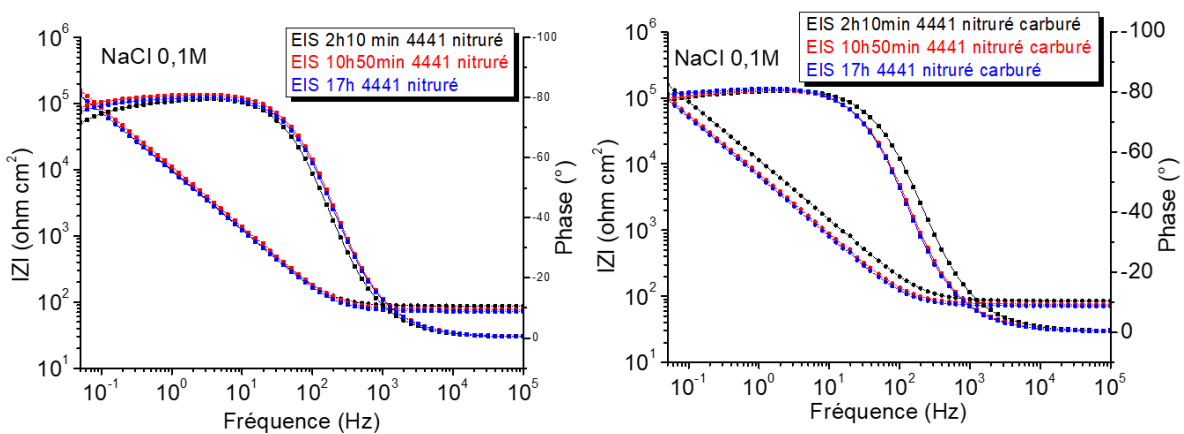 EIS 2h10 min 4441 nitruré
EIS 10h50min 4441 nitruré
EIS 17h 4441 nitruré
NaCl 0,1M
10^6
10^5
10^4
10^3
10^2
10^1
IZI (ohm cm²)
-100
-80
-60
-40
-20
0
Phase (°)
10^-1
10^0
10^1
10^2
10^3
10^4
10^5
Fréquence (Hz)
EIS 2h10min 4441 nitruré carburé
EIS 10h50min 4441 nitruré carburé
EIS 17h 4441 nitruré carburé
NaCl 0,1M
10^6
10^5
10^4
10^3
10^2
10^1
IZI (ohm cm²)
-100
-80
-60
-40
-20
0
Phase (°)
10^-1
10^0
10^1
10^2
10^3
10^4
10^5
Fréquence (Hz)